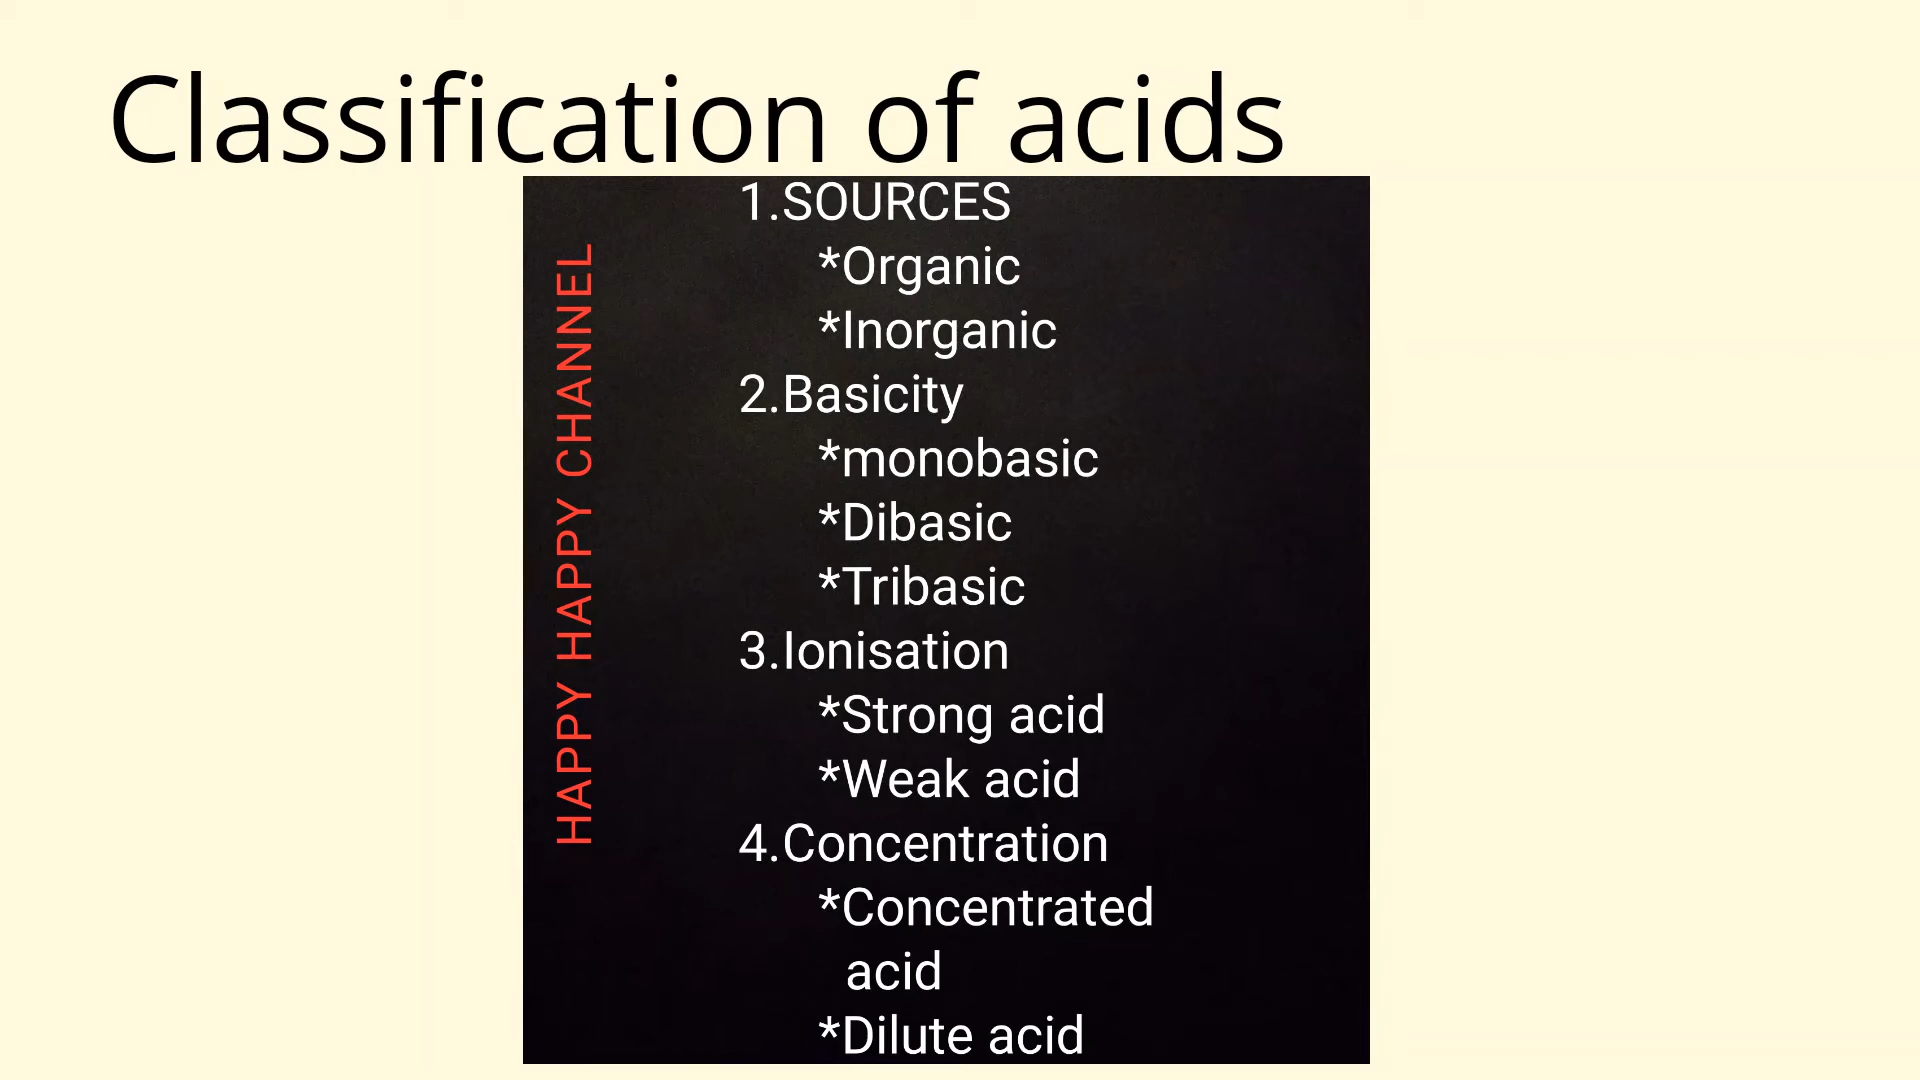 Classification of acids
HAPPY HAPPY CHANNEL
1.SOURCES
*Organic
*Inorganic
2.Basicity
*monobasic
*Dibasic
*Tribasic
3.Ionisation
*Strong acid
*Weak acid
4.Concentration
*Concentrated
acid
*Dilute acid